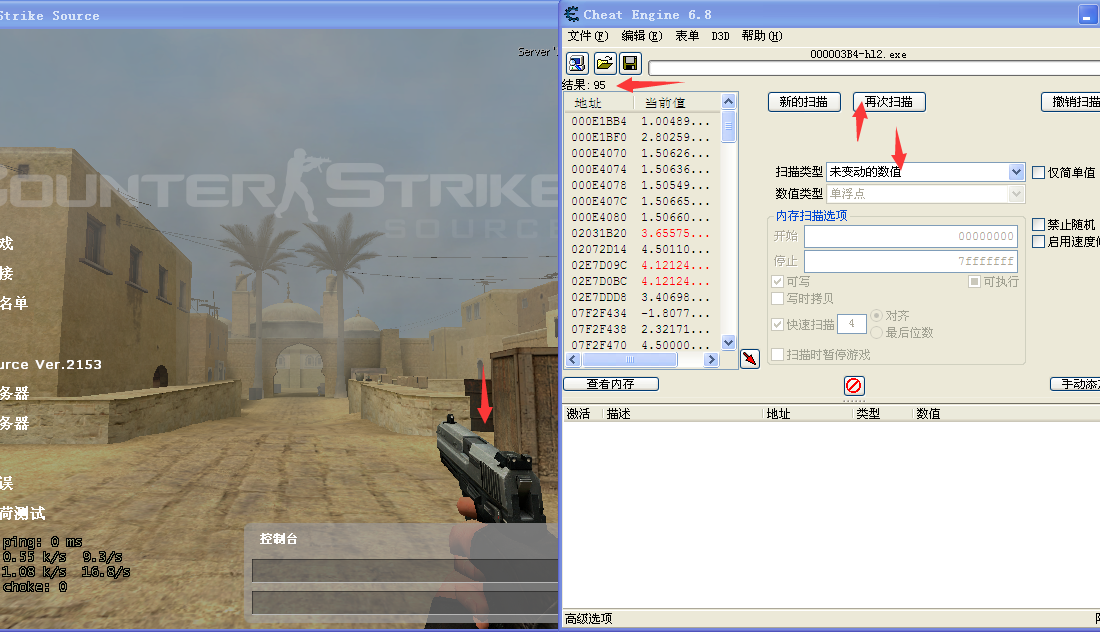 Strike Source
Server '
COUNTER STRIKE
SOURCE
戏
接
名单
urce Ver.2153
务器
务器
误
荷测试
ping: 0 ms
0.55 k/s 9.3/s
1.08 k/s 16.8/s
choke: 0
控制台
Cheat Engine 6.8
文件(F) 编辑(E) 表单 D3D 帮助(H)
000003B4-hl2.exe
结果: 95
地址 当前值
000E1BB4 1.00489...
000E1BF0 2.80259...
000E4070 1.50626...
000E4074 1.50636...
000E4078 1.50549...
000E407C 1.50665...
000E4080 1.50660...
02031B20 3.65575...
02072D14 4.50110...
02E7D09C 4.12124...
02E7D0BC 4.12124...
02E7DDD8 3.40698...
07F2F434 -1.8077...
07F2F438 2.32171...
07F2F470 4.50000...
新的扫描 再次扫描 撤销扫描
扫描类型 未变动的数值 仅简单值
数值类型 单浮点
内存扫描选项
开始 00000000
停止 7fffffff
可写 可执行
写时拷贝
快速扫描 4 对齐
最后位数
扫描时暂停游戏
禁止随机
启用速度
查看内存 手动添加
激活 描述 地址 类型 数值
高级选项